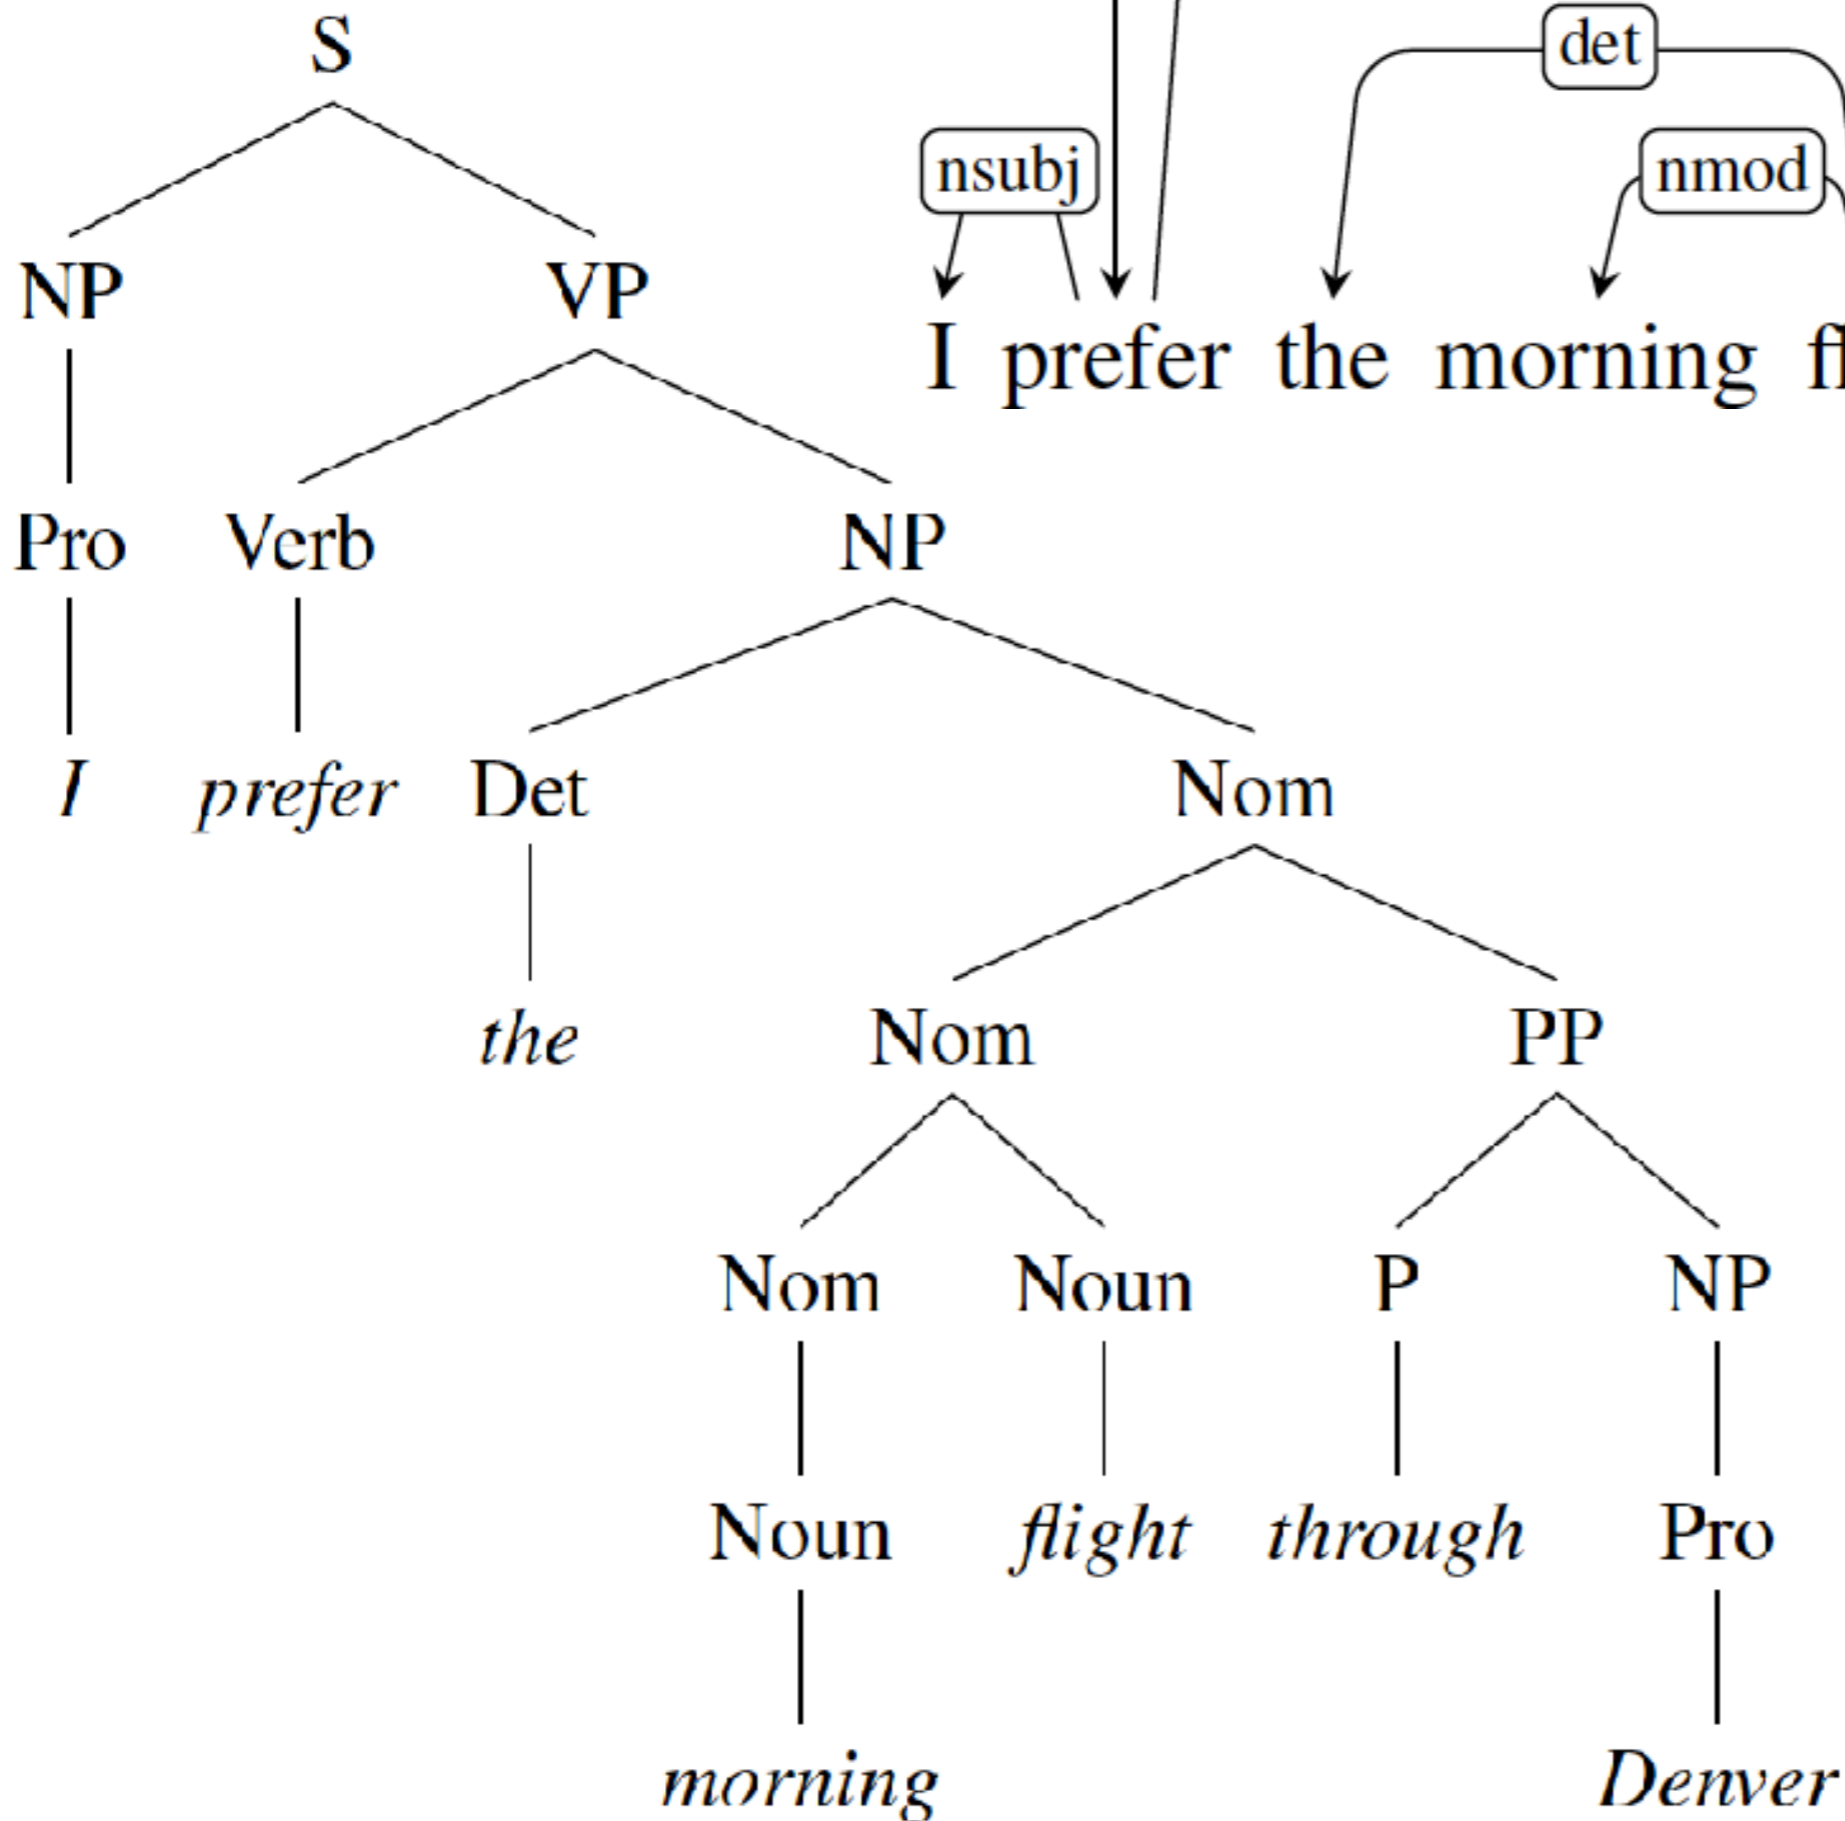 S
det
nsubj
nmod
NP VP
I prefer the morning
Pro Verb NP
I prefer Det Nom
the Nom PP
Nom Noun P NP
Noun flight through Pro
morning Denver